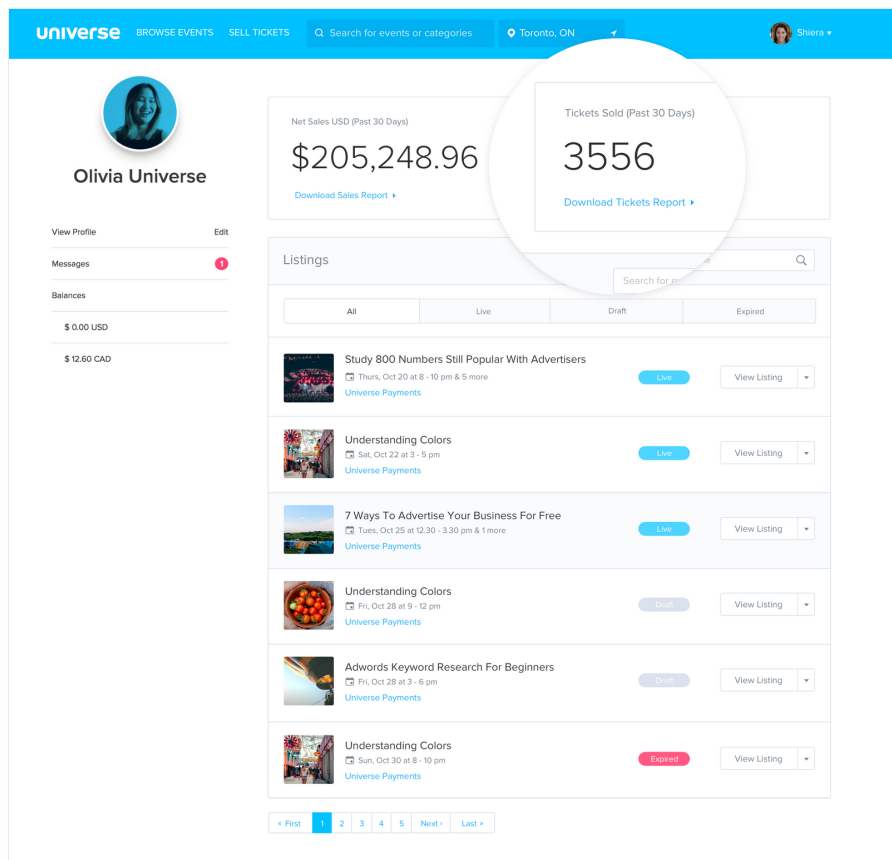 UNIVERSE BROWSE EVENTS SELL TICKETS Search for events or categories Toronto, ON Shiera
Olivia Universe
View Profile Edit
Messages 1
Balances
$ 0.00 USD
$ 12.60 CAD
Net Sales USD (Past 30 Days)
$205,248.96
Download Sales Report
Tickets Sold (Past 30 Days)
3556
Download Tickets Report
Listings
Search for
All Live Draft Expired
Study 800 Numbers Still Popular With Advertisers
Thurs, Oct 20 at 8 - 10 pm & 5 more
Universe Payments
Live View Listing
Understanding Colors
Sat, Oct 22 at 3 - 5 pm
Universe Payments
Live View Listing
7 Ways To Advertise Your Business For Free
Tues, Oct 25 at 12.30 - 3.30 pm & 1 more
Universe Payments
Live View Listing
Understanding Colors
Fri, Oct 28 at 9 - 12 pm
Universe Payments
Draft View Listing
Adwords Keyword Research For Beginners
Fri, Oct 28 at 3 - 6 pm
Universe Payments
Draft View Listing
Understanding Colors
Sun, Oct 30 at 8 - 10 pm
Universe Payments
Expired View Listing
« First 1 2 3 4 5 Next › Last »